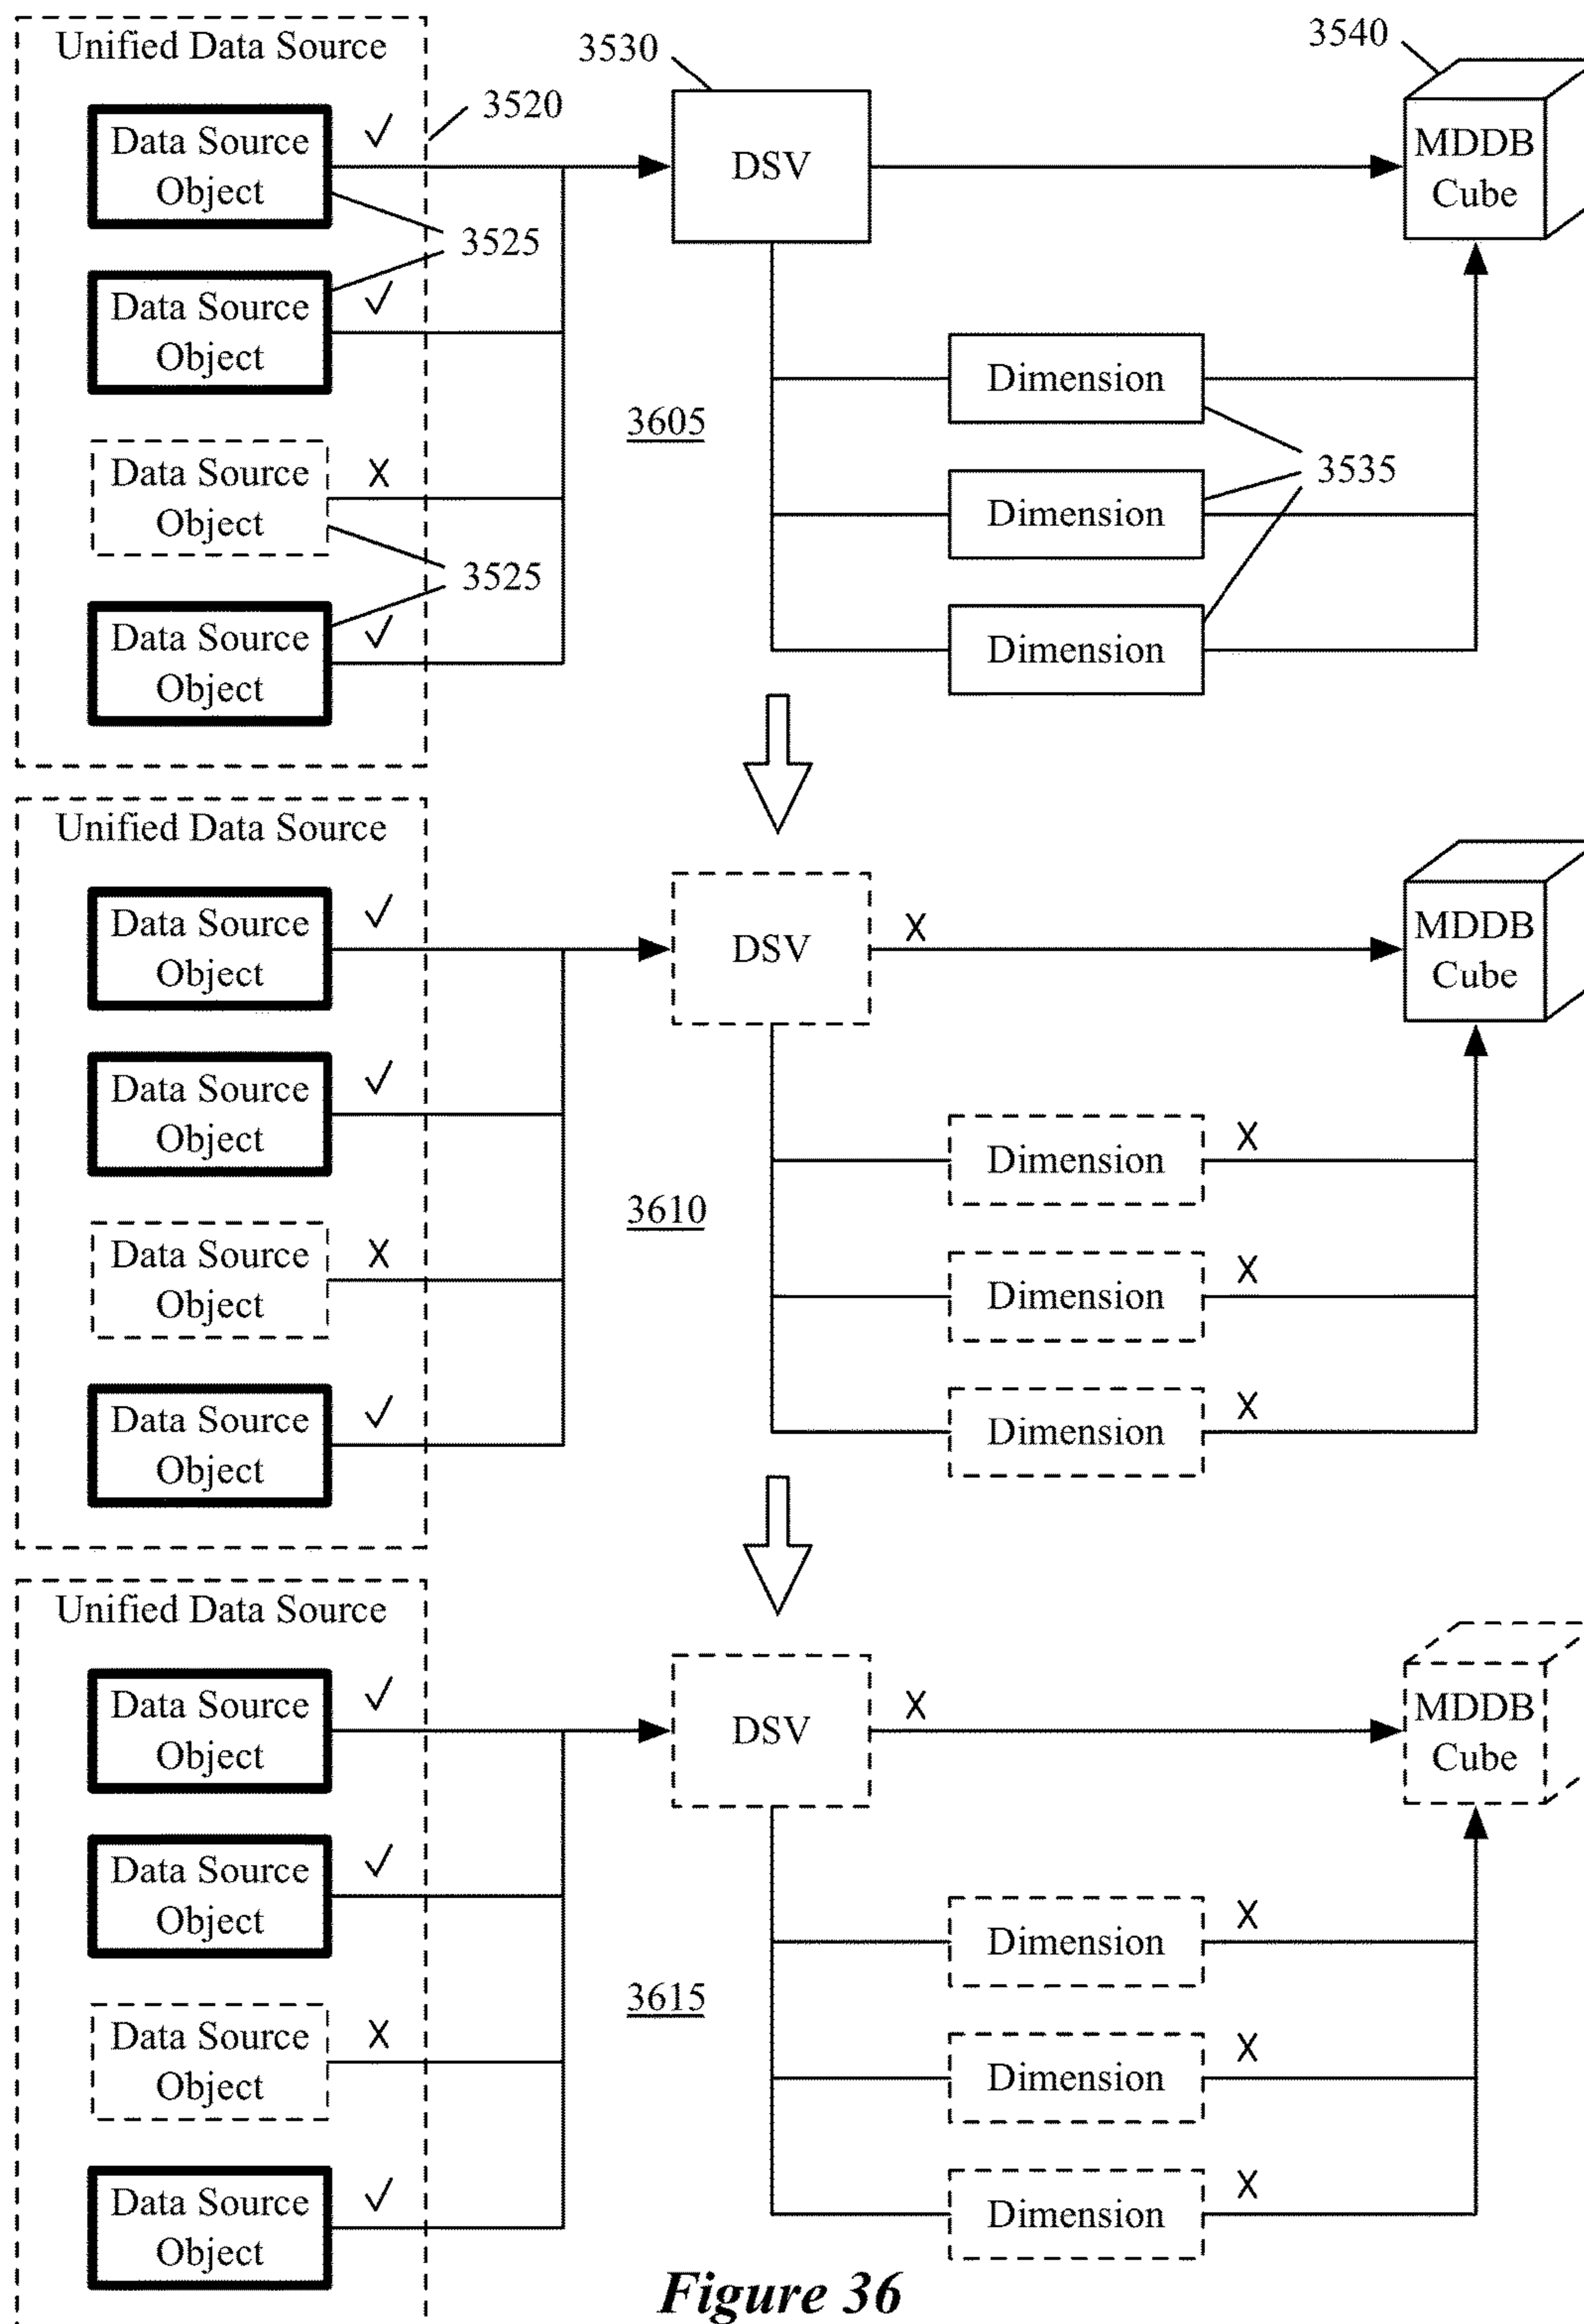 Unified Data Source
3530
3540
3520
Data Source
Object
✓
DSV
MDDB
Cube
3525
Data Source
Object
✓
Dimension
3605
Data Source
Object
X
Dimension
3535
3525
Data Source
Object
✓
Dimension
Unified Data Source
Data Source
Object
✓
DSV
X
MDDB
Cube
Data Source
Object
✓
Dimension
X
3610
Data Source
Object
X
Dimension
X
Data Source
Object
✓
Dimension
X
Unified Data Source
Data Source
Object
✓
DSV
X
MDDB
Cube
Data Source
Object
✓
Dimension
X
3615
Data Source
Object
X
Dimension
X
Data Source
Object
✓
Dimension
X
Figure 36